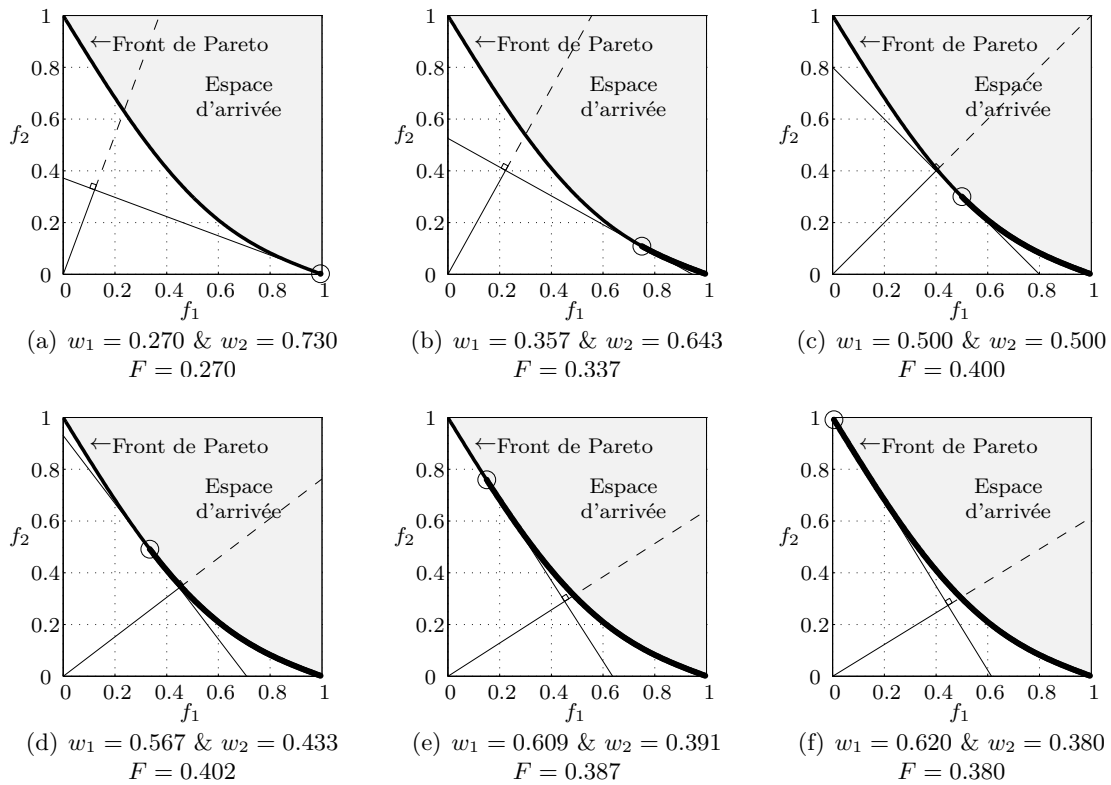 1
←Front de Pareto
0.8
Espace
d'arrivée
0.6
f2
0.4
0.2
0
0 0.2 0.4 0.6 0.8 1
f1
(a) w1 = 0.270 & w2 = 0.730
F = 0.270
1
←Front de Pareto
0.8
Espace
d'arrivée
0.6
f2
0.4
0.2
0
0 0.2 0.4 0.6 0.8 1
f1
(b) w1 = 0.357 & w2 = 0.643
F = 0.337
1
←Front de Pareto
0.8
Espace
d'arrivée
0.6
f2
0.4
0.2
0
0 0.2 0.4 0.6 0.8 1
f1
(c) w1 = 0.500 & w2 = 0.500
F = 0.400
1
←Front de Pareto
0.8
Espace
d'arrivée
0.6
f2
0.4
0.2
0
0 0.2 0.4 0.6 0.8 1
f1
(d) w1 = 0.567 & w2 = 0.433
F = 0.402
1
←Front de Pareto
0.8
Espace
d'arrivée
0.6
f2
0.4
0.2
0
0 0.2 0.4 0.6 0.8 1
f1
(e) w1 = 0.609 & w2 = 0.391
F = 0.387
1
←Front de Pareto
0.8
Espace
d'arrivée
0.6
f2
0.4
0.2
0
0 0.2 0.4 0.6 0.8 1
f1
(f) w1 = 0.620 & w2 = 0.380
F = 0.380